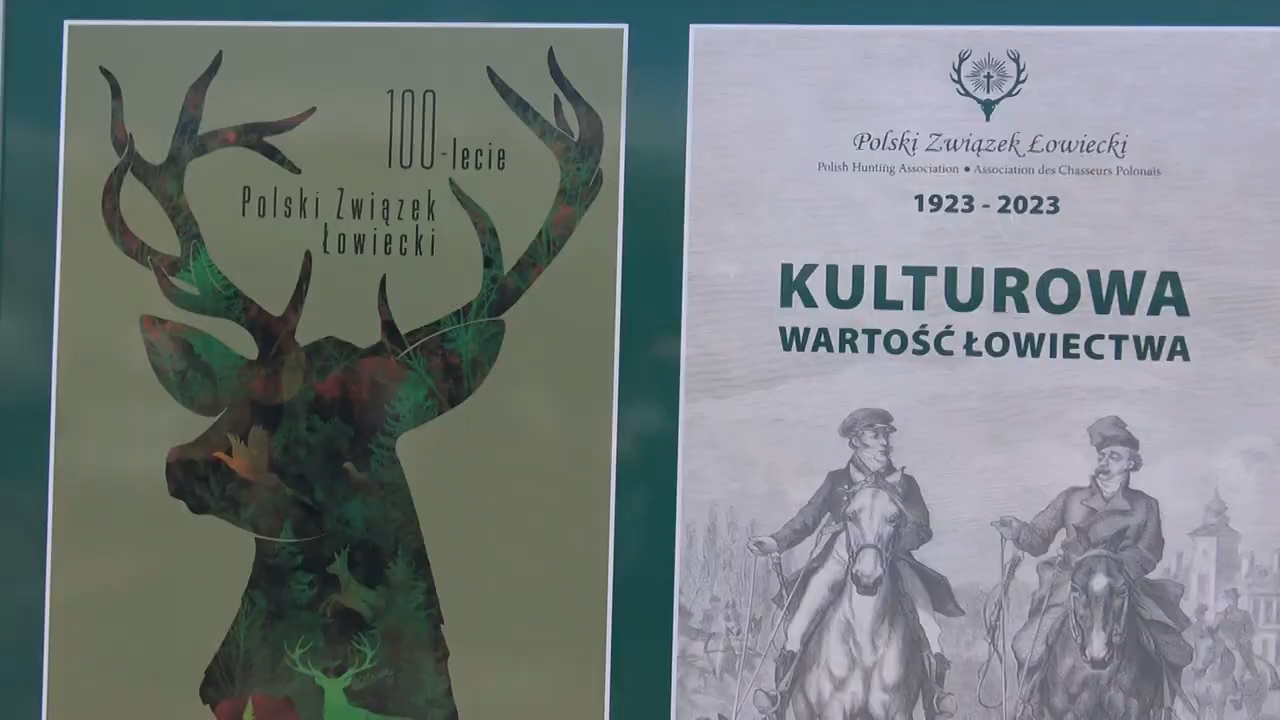 100-lecie
Polski Związek
Łowiecki
Polski Związek Łowiecki
Polish Hunting Association ● Association des Chasseurs Polonais
1923 - 2023
KULTUROWA
WARTOŚĆ ŁOWIECTWA